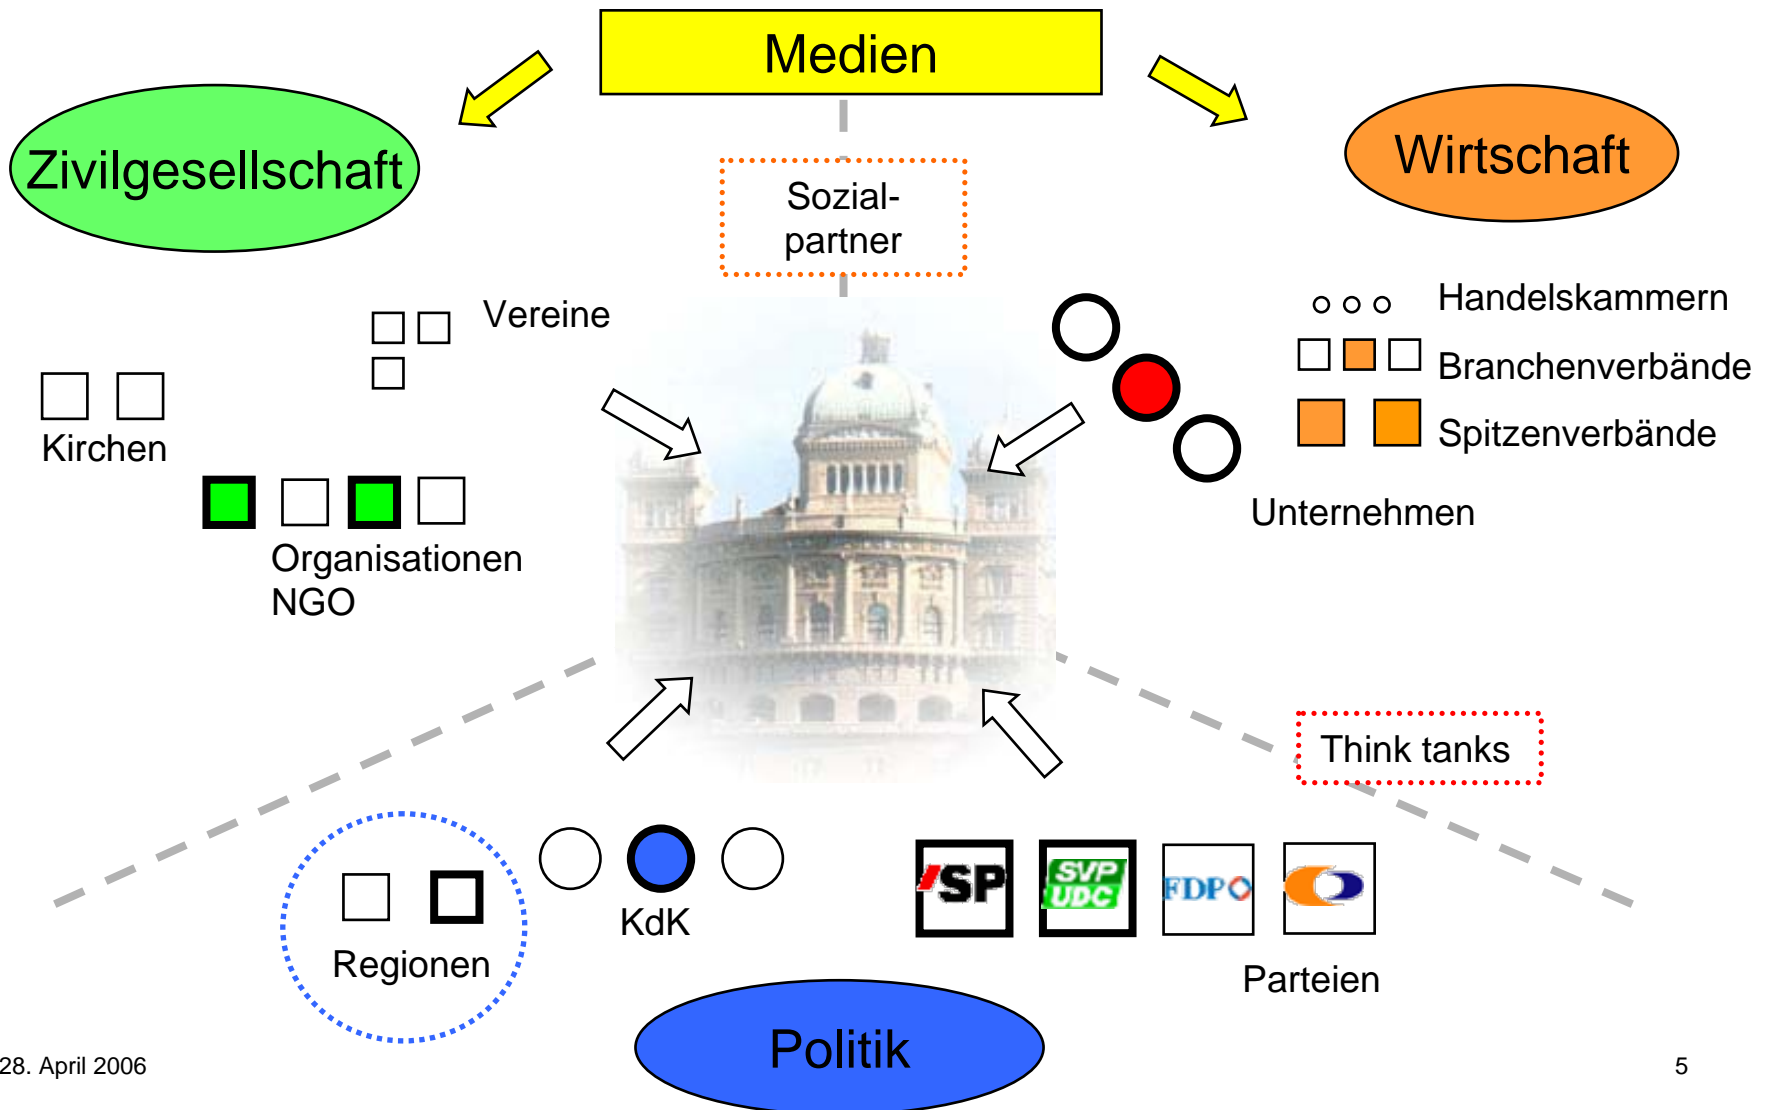 Medien
Zivilgesellschaft
Wirtschaft
Sozial-
partner
Vereine
Handelskammern
Branchenverbände
Spitzenverbände
Kirchen
Unternehmen
Organisationen
NGO
Think tanks
SP
SVP
UDC
FDP
KdK
Regionen
Parteien
Politik
28. April 2006
5